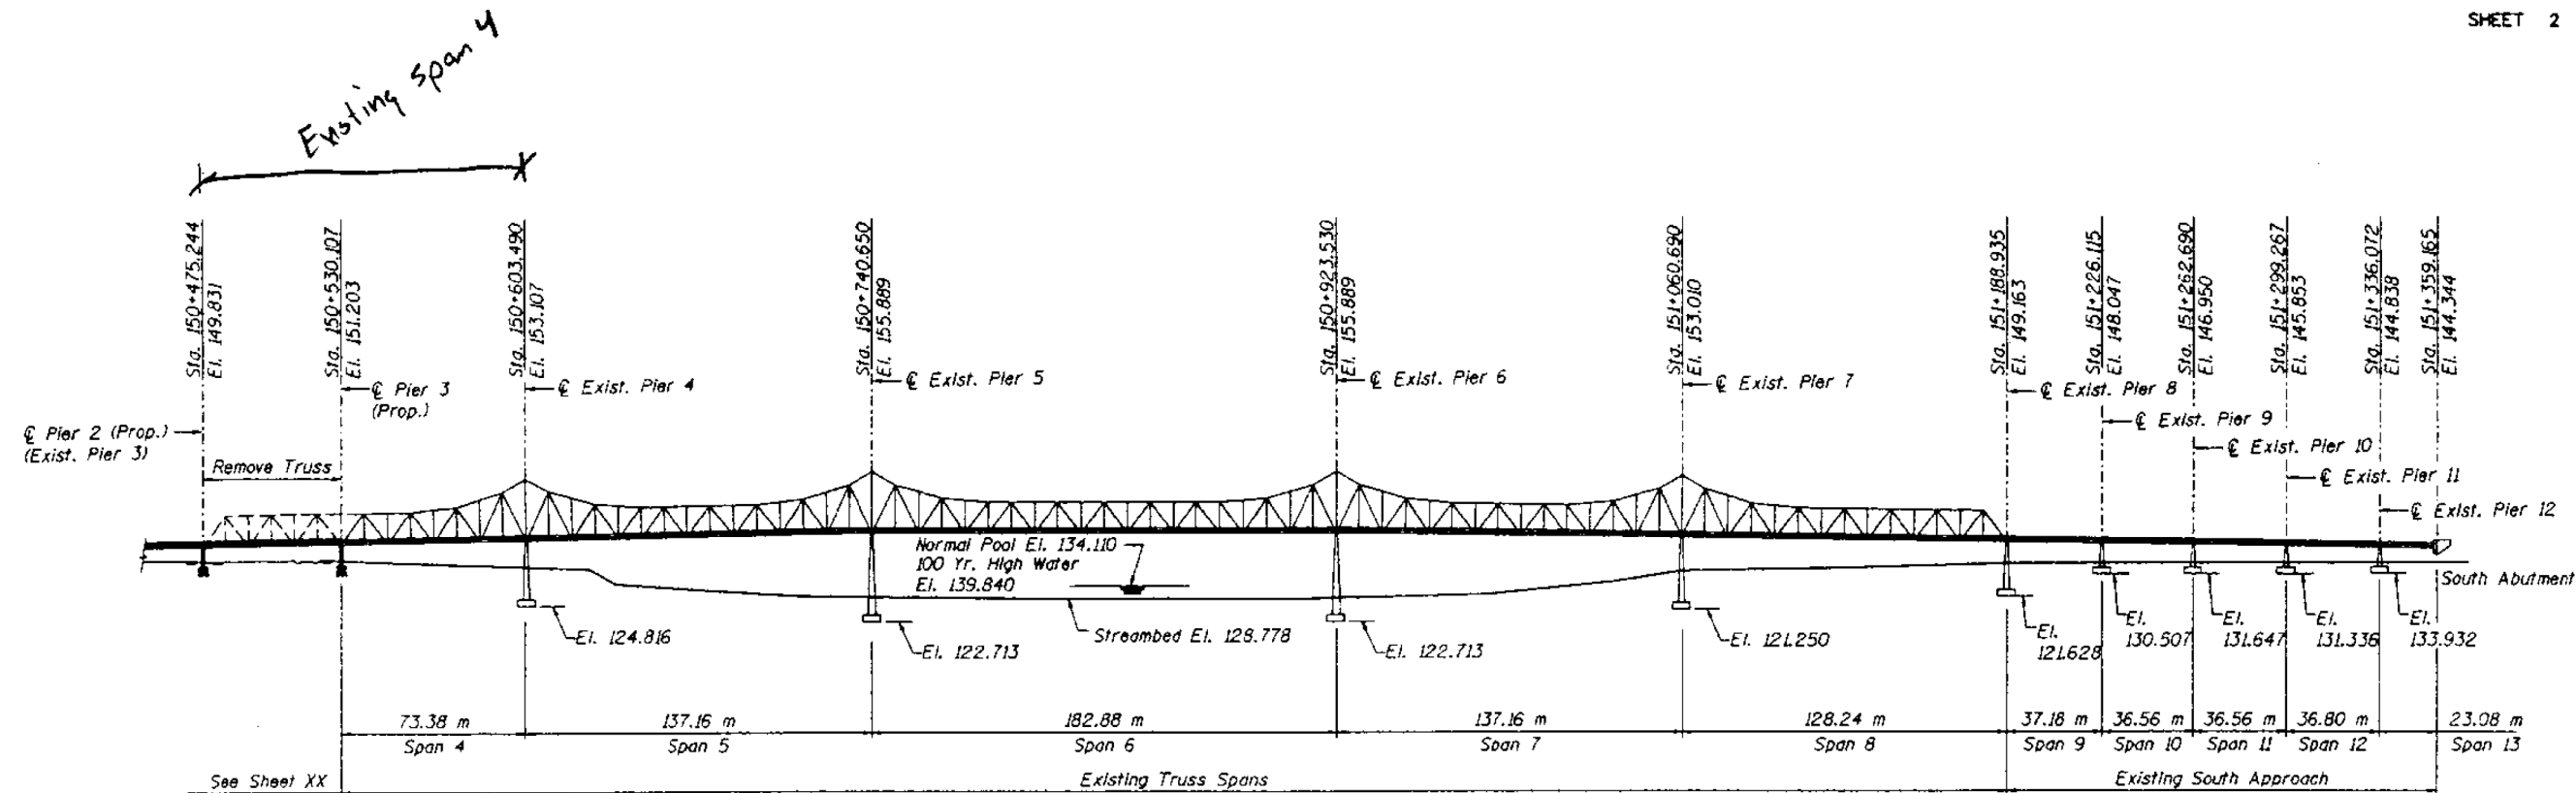 SHEET 2
Existing span 4
Sta. 150+475.244
El. 149.831
Sta. 150+530.107
El. 151.203
Sta. 150+603.490
El. 153.107
Sta. 150+740.650
El. 155.889
Sta. 150+923.530
El. 155.889
Sta. 151+060.690
El. 153.010
Sta. 151+188.935
El. 149.163
Sta. 151+226.115
El. 148.047
Sta. 151+262.690
El. 146.950
Sta. 151+299.267
El. 145.853
Sta. 151+336.072
El. 144.838
Sta. 151+359.165
El. 144.344
℄ Pier 2 (Prop.)
(Exist. Pier 3)
℄ Pier 3
(Prop.)
℄ Exist. Pier 4
℄ Exist. Pier 5
℄ Exist. Pier 6
℄ Exist. Pier 7
℄ Exist. Pier 8
℄ Exist. Pier 9
℄ Exist. Pier 10
℄ Exist. Pier 11
℄ Exist. Pier 12
Remove Truss
Normal Pool El. 134.110
100 Yr. High Water
El. 139.840
South Abutment
El. 124.816
El. 122.713
Streambed El. 128.778
El. 122.713
El. 121.250
El.
121.628
El.
130.507
El.
131.647
El.
131.336
El.
133.932
73.38 m
Span 4
137.16 m
Span 5
182.88 m
Span 6
137.16 m
Span 7
128.24 m
Span 8
37.18 m
Span 9
36.56 m
Span 10
36.56 m
Span 11
36.80 m
Span 12
23.08 m
Span 13
See Sheet XX
Existing Truss Spans
Existing South Approach